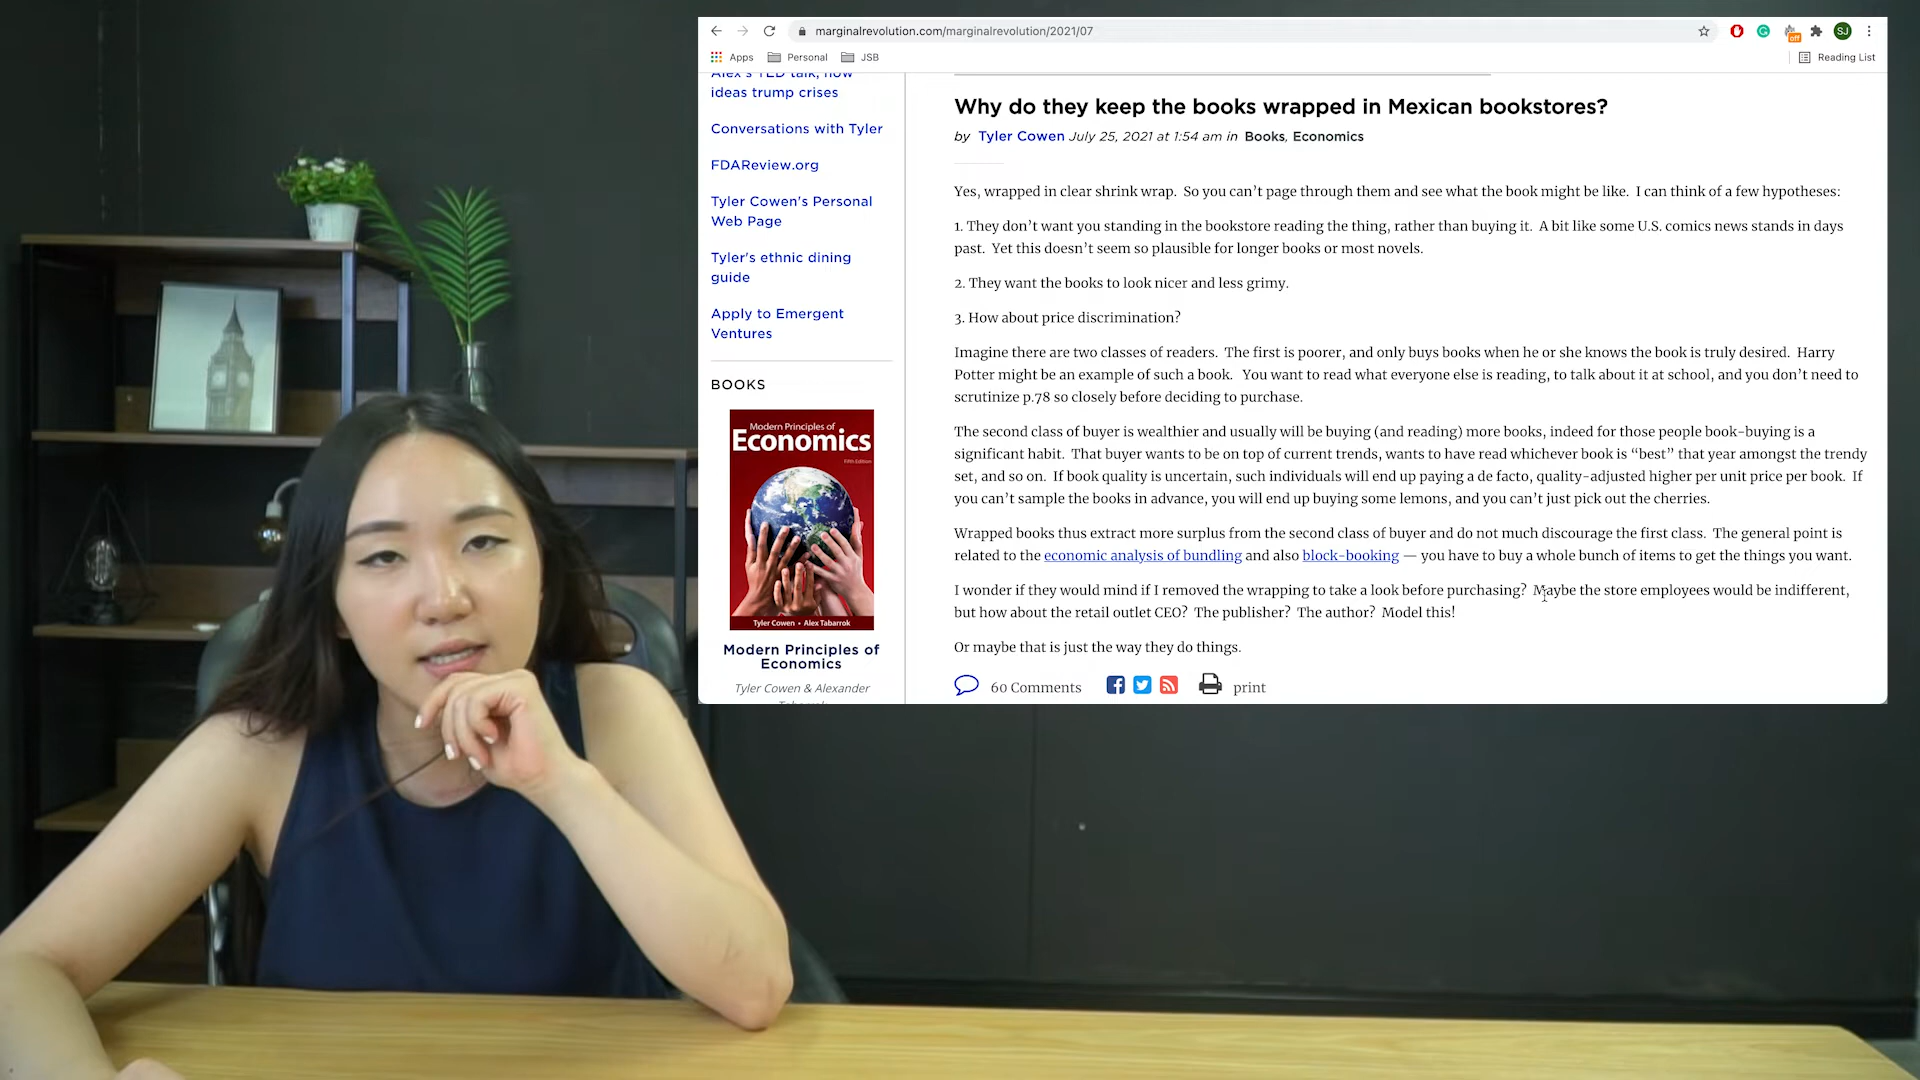 marginalrevolution.com/marginalrevolution/2021/07
off
SJ
Apps
Personal
JSB
Reading List
Alex's TED talk, how
ideas trump crises
Conversations with Tyler
FDAReview.org
Tyler Cowen's Personal
Web Page
Tyler's ethnic dining
guide
Apply to Emergent
Ventures
BOOKS
Modern Principles of
Economics
Fifth Edition
Tyler Cowen • Alex Tabarrok
Modern Principles of
Economics
Tyler Cowen & Alexander
Tabarrok
Why do they keep the books wrapped in Mexican bookstores?
by Tyler Cowen July 25, 2021 at 1:54 am in Books, Economics
Yes, wrapped in clear shrink wrap. So you can't page through them and see what the book might be like. I can think of a few hypotheses:
1. They don't want you standing in the bookstore reading the thing, rather than buying it. A bit like some U.S. comics news stands in days
past. Yet this doesn't seem so plausible for longer books or most novels.
2. They want the books to look nicer and less grimy.
3. How about price discrimination?
Imagine there are two classes of readers. The first is poorer, and only buys books when he or she knows the book is truly desired. Harry
Potter might be an example of such a book. You want to read what everyone else is reading, to talk about it at school, and you don't need to
scrutinize p.78 so closely before deciding to purchase.
The second class of buyer is wealthier and usually will be buying (and reading) more books, indeed for those people book-buying is a
significant habit. That buyer wants to be on top of current trends, wants to have read whichever book is "best" that year amongst the trendy
set, and so on. If book quality is uncertain, such individuals will end up paying a de facto, quality-adjusted higher per unit price per book. If
you can't sample the books in advance, you will end up buying some lemons, and you can't just pick out the cherries.
Wrapped books thus extract more surplus from the second class of buyer and do not much discourage the first class. The general point is
related to the economic analysis of bundling and also block-booking — you have to buy a whole bunch of items to get the things you want.
I wonder if they would mind if I removed the wrapping to take a look before purchasing? Maybe the store employees would be indifferent,
but how about the retail outlet CEO? The publisher? The author? Model this!
Or maybe that is just the way they do things.
60 Comments
print